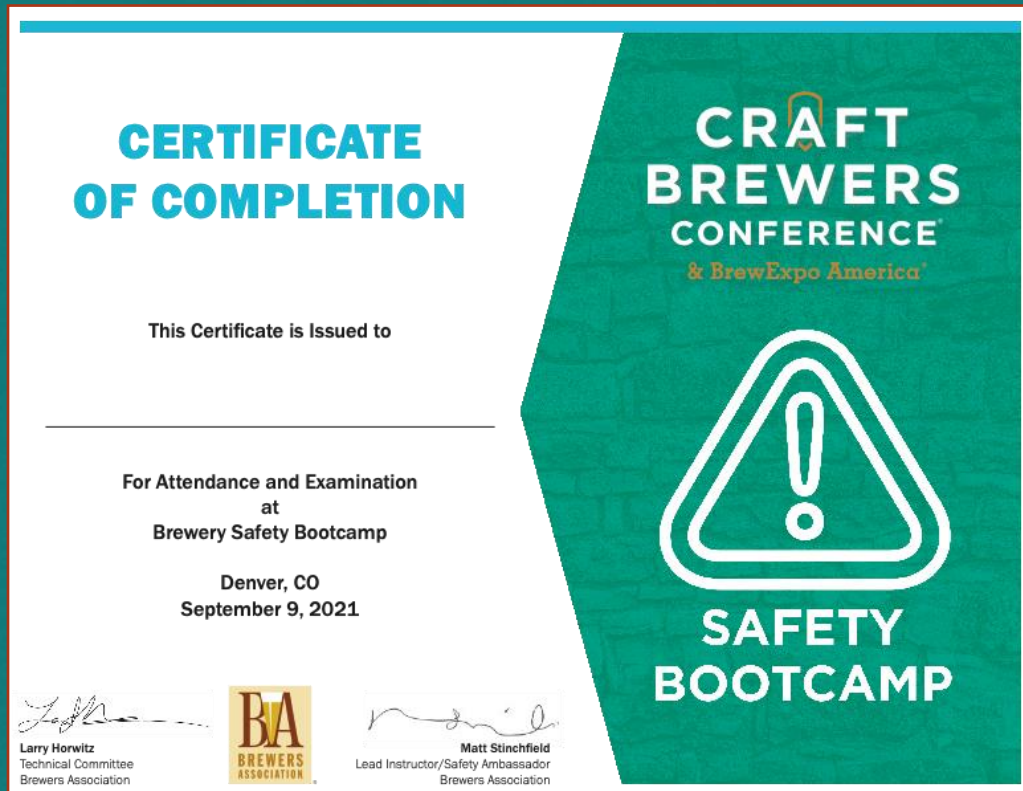 CERTIFICATE
OF COMPLETION
This Certificate is Issued to
For Attendance and Examination
at
Brewery Safety Bootcamp
Denver, CO
September 9, 2021
Larry Horwitz
Technical Committee
Brewers Association
BA
BREWERS
ASSOCIATION
Matt Stinchfield
Lead Instructor/Safety Ambassador
Brewers Association
CRAFT
BREWERS
CONFERENCE®
& BrewExpo America®
SAFETY
BOOTCAMP